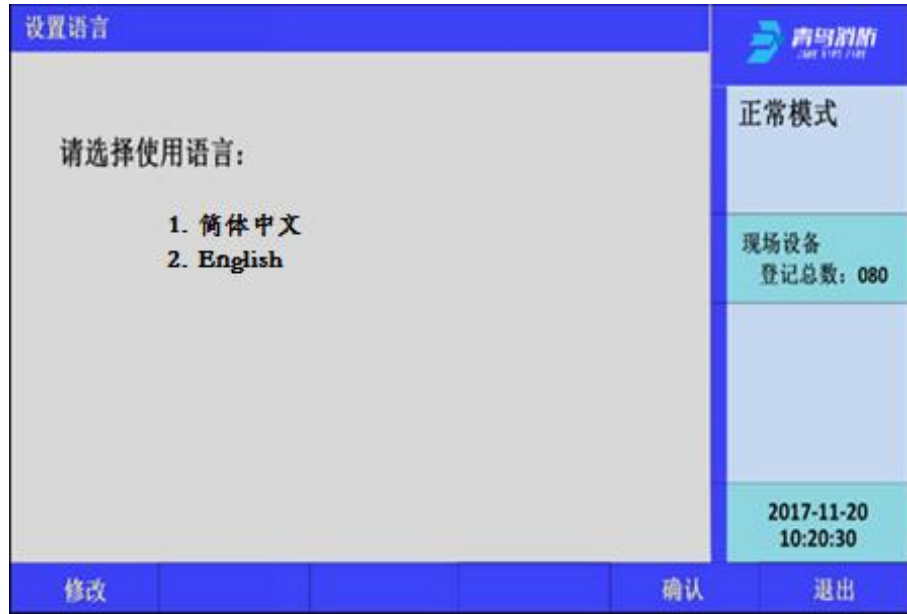 设置语言
青鸟消防
正常模式
请选择使用语言:
1. 简体中文
2. English
现场设备
登记总数: 080
2017-11-20
10:20:30
修改
确认
退出